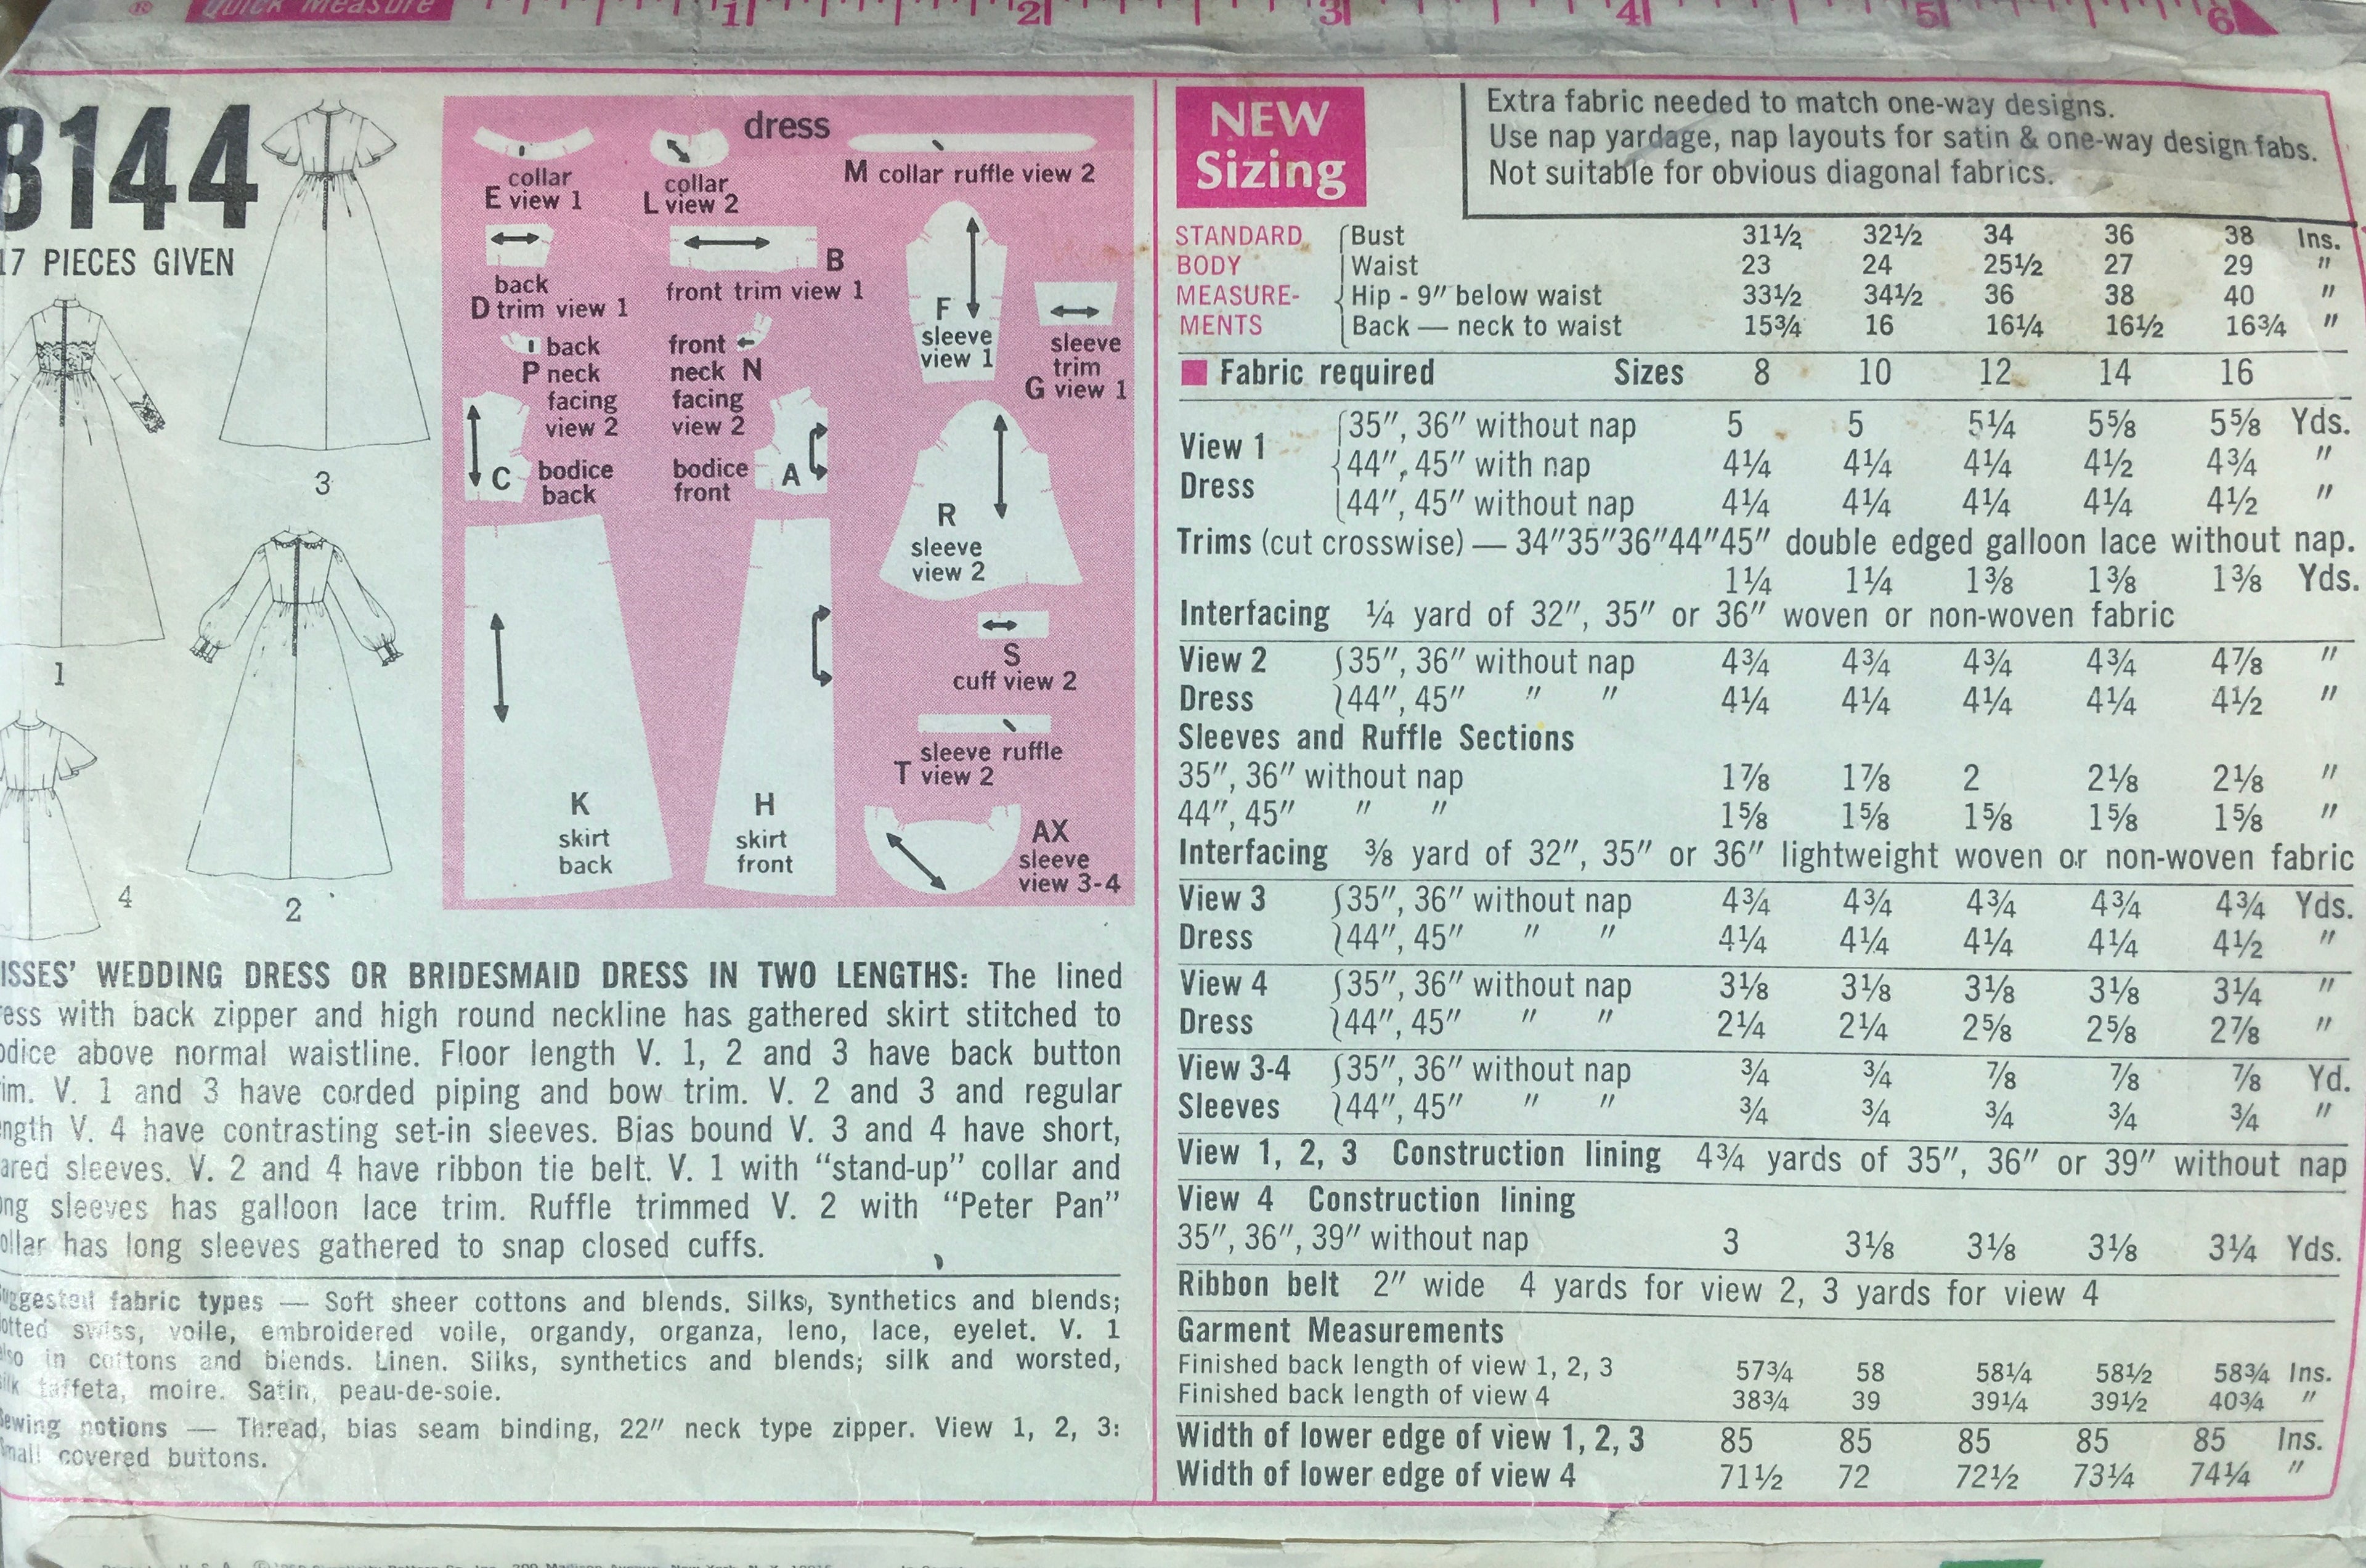 ® Quick Measure 1 2 3 4 5 6
8144
17 PIECES GIVEN
3
1
4
2
dress
collar
E view 1
collar
L view 2
M collar ruffle view 2
back
D trim view 1
B
front trim view 1
F
sleeve
view 1
sleeve
trim
G view 1
back
P neck
facing
view 2
front
neck N
facing
view 2
C bodice
back
bodice A
front
R
sleeve
view 2
S
cuff view 2
sleeve ruffle
T view 2
K
skirt
back
H
skirt
front
AX
sleeve
view 3-4
ISSES' WEDDING DRESS OR BRIDESMAID DRESS IN TWO LENGTHS: The lined
ess with back zipper and high round neckline has gathered skirt stitched to
odice above normal waistline. Floor length V. 1, 2 and 3 have back button
im. V. 1 and 3 have corded piping and bow trim. V. 2 and 3 and regular
ngth V. 4 have contrasting set-in sleeves. Bias bound V. 3 and 4 have short,
ared sleeves. V. 2 and 4 have ribbon tie belt. V. 1 with "stand-up" collar and
ng sleeves has galloon lace trim. Ruffle trimmed V. 2 with "Peter Pan"
ollar has long sleeves gathered to snap closed cuffs.
uggested fabric types — Soft sheer cottons and blends. Silks, synthetics and blends;
otted swiss, voile, embroidered voile, organdy, organza, leno, lace, eyelet. V. 1
also in cottons and blends. Linen. Silks, synthetics and blends; silk and worsted,
silk taffeta, moire. Satin, peau-de-soie.
Sewing notions — Thread, bias seam binding, 22" neck type zipper. View 1, 2, 3:
Small covered buttons.
NEW
Sizing
Extra fabric needed to match one-way designs.
Use nap yardage, nap layouts for satin & one-way design fabs.
Not suitable for obvious diagonal fabrics.
STANDARD Bust 31½ 32½ 34 36 38 Ins.
BODY Waist 23 24 25½ 27 29 "
MEASURE- Hip - 9" below waist 33½ 34½ 36 38 40 "
MENTS Back — neck to waist 15¾ 16 16¼ 16½ 16¾ "
Fabric required Sizes 8 10 12 14 16
View 1 35", 36" without nap 5 5 5¼ 5⅝ 5⅝ Yds.
44", 45" with nap 4¼ 4¼ 4¼ 4½ 4¾ "
Dress 44", 45" without nap 4¼ 4¼ 4¼ 4¼ 4½ "
Trims (cut crosswise) — 34"35"36"44"45" double edged galloon lace without nap.
1¼ 1¼ 1⅜ 1⅜ 1⅜ Yds.
Interfacing ¼ yard of 32", 35" or 36" woven or non-woven fabric
View 2 35", 36" without nap 4¾ 4¾ 4¾ 4¾ 4⅞ "
Dress 44", 45" " " 4¼ 4¼ 4¼ 4¼ 4½ "
Sleeves and Ruffle Sections
35", 36" without nap 1⅞ 1⅞ 2 2⅛ 2⅛ "
44", 45" " " 1⅝ 1⅝ 1⅝ 1⅝ 1⅝ "
Interfacing ⅜ yard of 32", 35" or 36" lightweight woven or non-woven fabric
View 3 35", 36" without nap 4¾ 4¾ 4¾ 4¾ 4¾ Yds.
Dress 44", 45" " " 4¼ 4¼ 4¼ 4¼ 4½ "
View 4 35", 36" without nap 3⅛ 3⅛ 3⅛ 3⅛ 3¼ "
Dress 44", 45" " " 2¼ 2¼ 2⅝ 2⅝ 2⅞ "
View 3-4 35", 36" without nap ¾ ¾ ⅞ ⅞ ⅞ Yd.
Sleeves 44", 45" " " ¾ ¾ ¾ ¾ ¾ "
View 1, 2, 3 Construction lining 4¾ yards of 35", 36" or 39" without nap
View 4 Construction lining
35", 36", 39" without nap 3 3⅛ 3⅛ 3⅛ 3¼ Yds.
Ribbon belt 2" wide 4 yards for view 2, 3 yards for view 4
Garment Measurements
Finished back length of view 1, 2, 3 57¾ 58 58¼ 58½ 58¾ Ins.
Finished back length of view 4 38¾ 39 39¼ 39½ 40¾ "
Width of lower edge of view 1, 2, 3 85 85 85 85 85 Ins.
Width of lower edge of view 4 71½ 72 72½ 73¼ 74¼ "